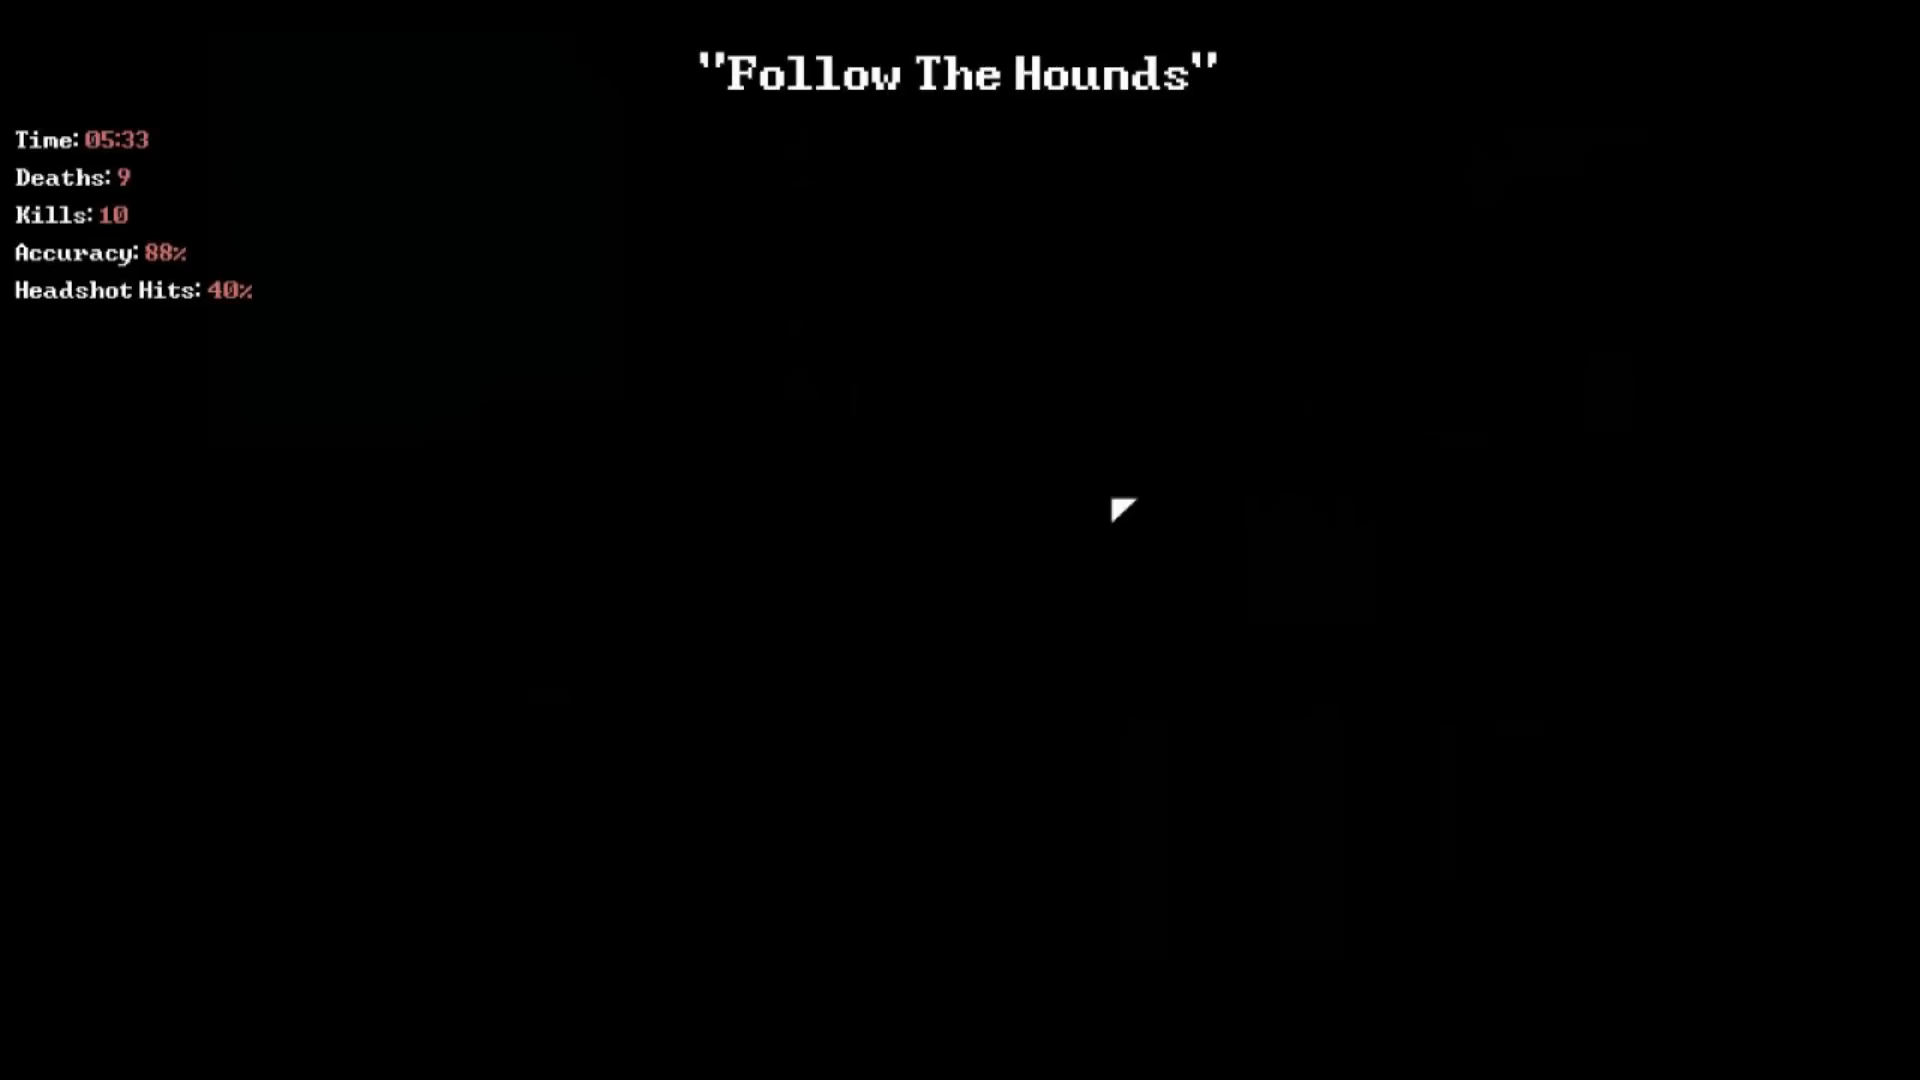 "Follow The Hounds"
Time: 05:33
Deaths: 9
Kills: 10
Accuracy: 88%
Headshot Hits: 40%